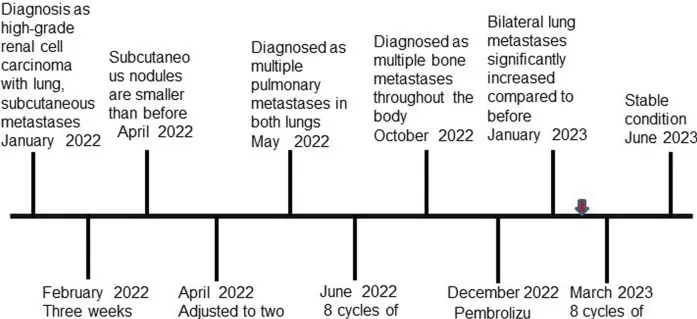 Diagnosis as
high-grade
renal cell
carcinoma
with lung,
subcutaneous
metastases
January 2022
Subcutaneo
us nodules
are smaller
than before
April 2022
Diagnosed as
multiple
pulmonary
metastases in
both lungs
May 2022
Diagnosed as
multiple bone
metastases
throughout the
body
October 2022
Bilateral lung
metastases
significantly
increased
compared to
before
January 2023
Stable
condition
June 2023
February 2022
Three weeks
April 2022
Adjusted to two
June 2022
8 cycles of
December 2022
Pembrolizu
March 2023
8 cycles of